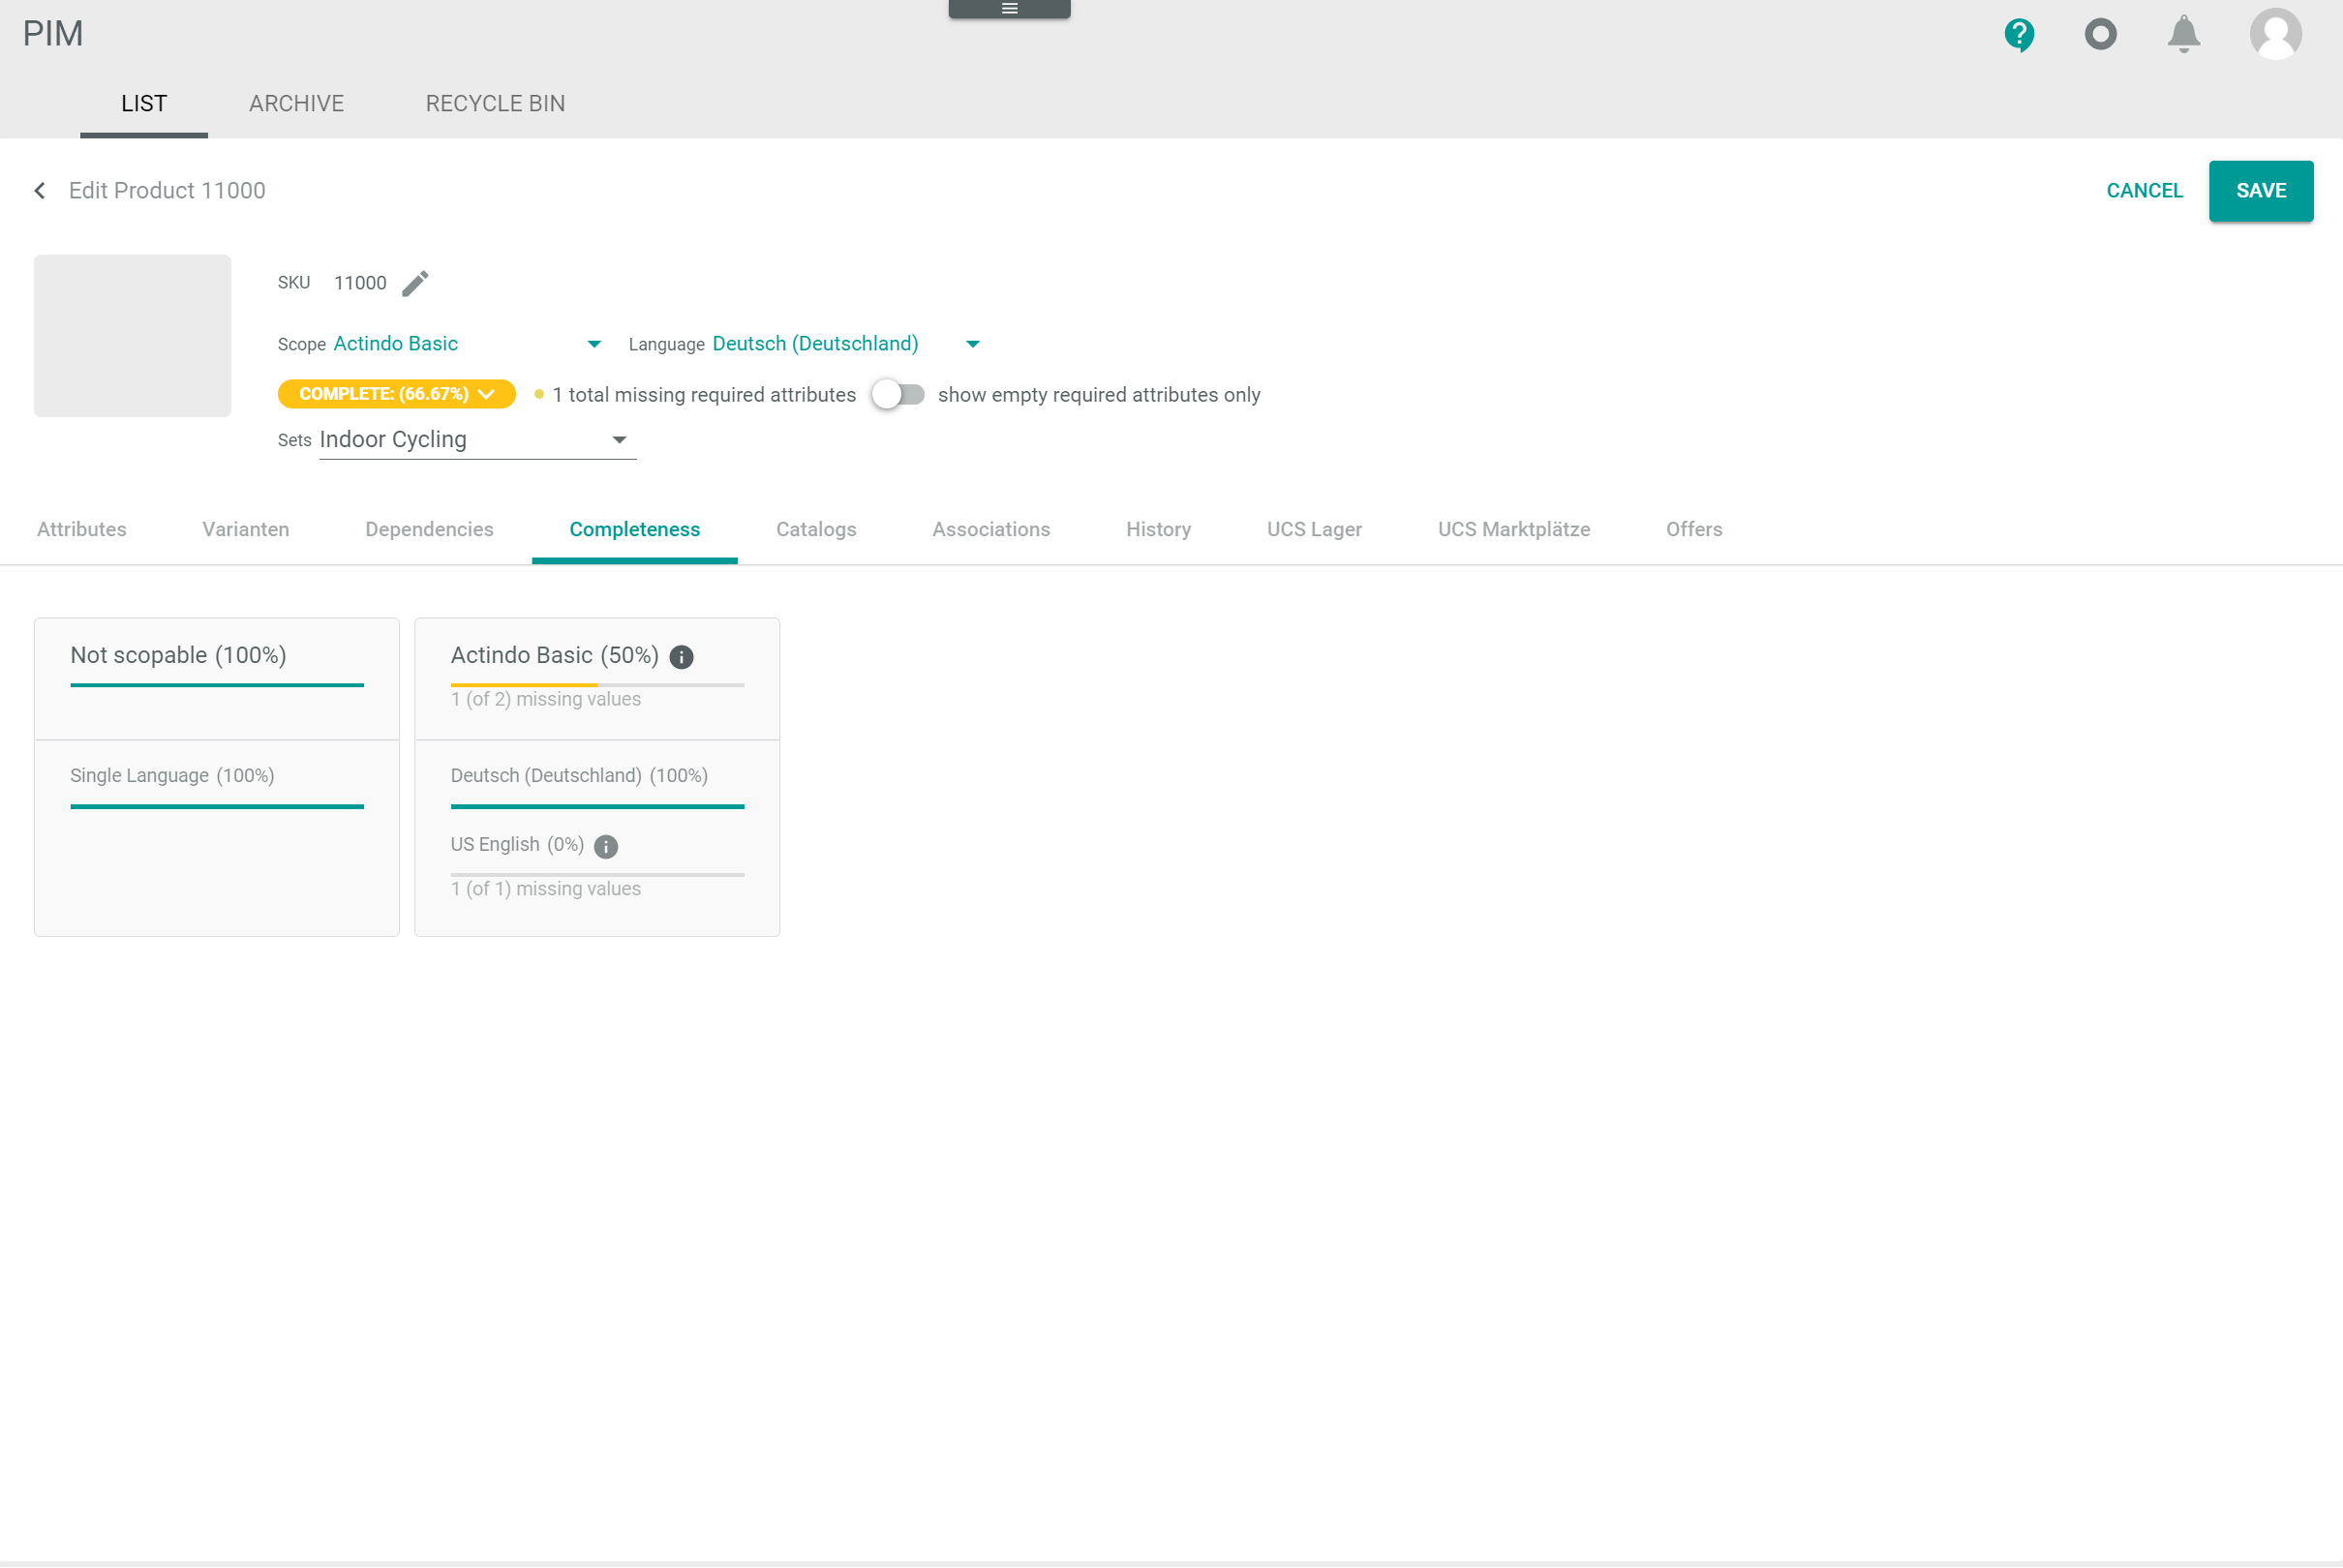 PIM
LIST ARCHIVE RECYCLE BIN
Edit Product 11000 CANCEL SAVE
SKU 11000
Scope Actindo Basic Language Deutsch (Deutschland)
COMPLETE: (66.67%) 1 total missing required attributes show empty required attributes only
Sets Indoor Cycling
Attributes Varianten Dependencies Completeness Catalogs Associations History UCS Lager UCS Marktplätze Offers
Not scopable (100%)
Single Language (100%)
Actindo Basic (50%)
1 (of 2) missing values
Deutsch (Deutschland) (100%)
US English (0%)
1 (of 1) missing values